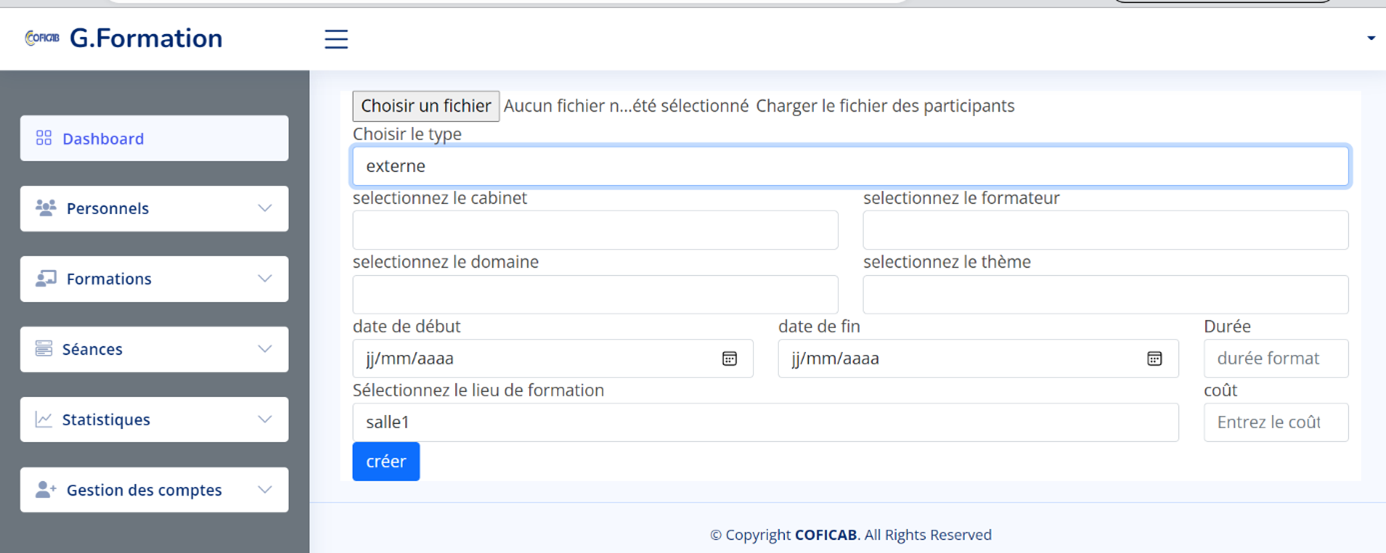 COFICAB G.Formation
Dashboard
Personnels
Formations
Séances
Statistiques
Gestion des comptes
Choisir un fichier Aucun fichier n...été sélectionné Charger le fichier des participants
Choisir le type
externe
selectionnez le cabinet selectionnez le formateur
selectionnez le domaine selectionnez le thème
date de début date de fin Durée
jj/mm/aaaa jj/mm/aaaa durée format
Sélectionnez le lieu de formation coût
salle1 Entrez le coût
créer
© Copyright COFICAB. All Rights Reserved